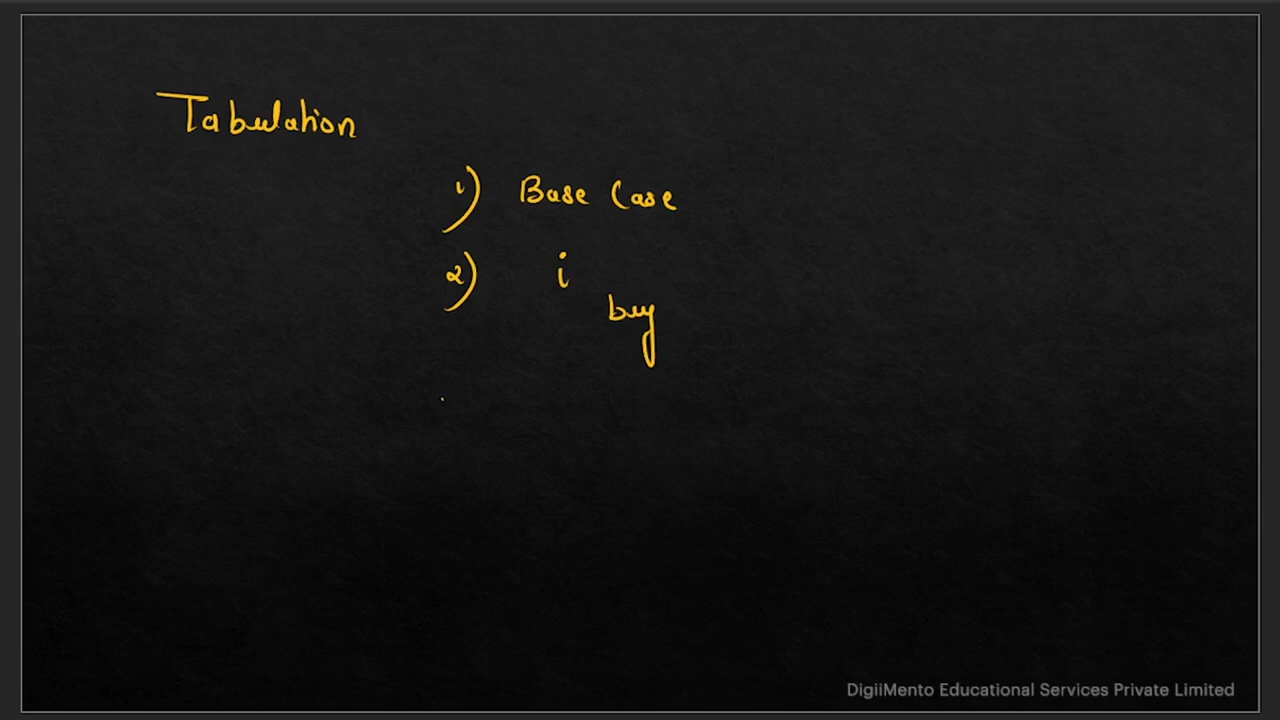 Tabulation
1) Base Case
2) i
buy
DigiiMento Educational Services Private Limited